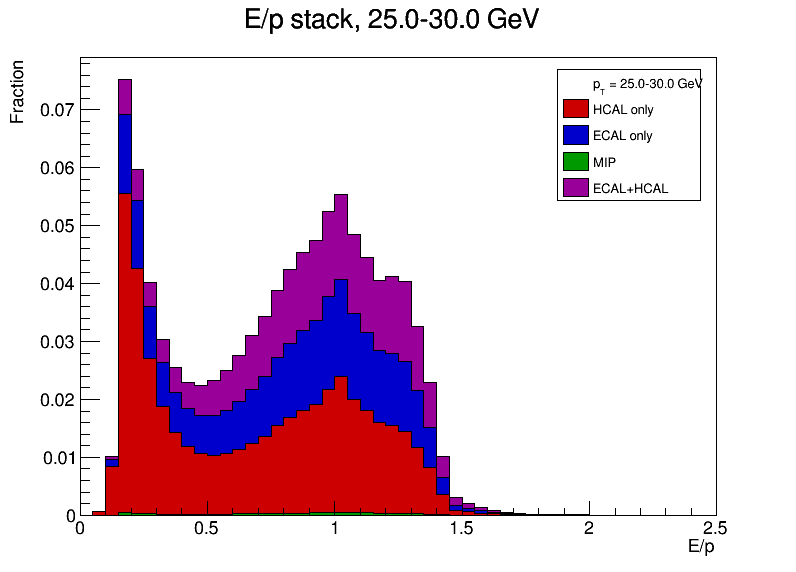 E/p stack, 25.0-30.0 GeV
Fraction
p_T = 25.0-30.0 GeV
HCAL only
ECAL only
MIP
ECAL+HCAL
0.07
0.06
0.05
0.04
0.03
0.02
0.01
0
0 0.5 1 1.5 2 2.5
E/p